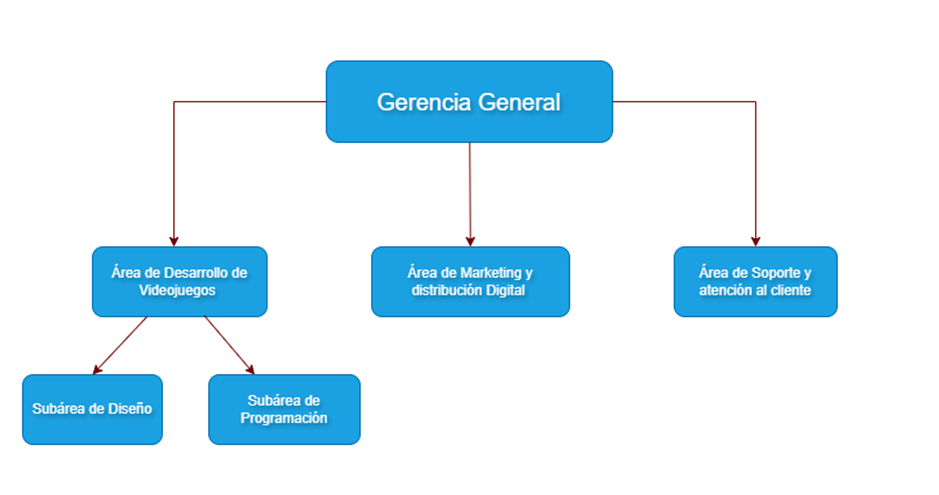 Gerencia General
Área de Desarrollo de
Videojuegos
Área de Marketing y
distribución Digital
Área de Soporte y
atención al cliente
Subárea de Diseño
Subárea de
Programación